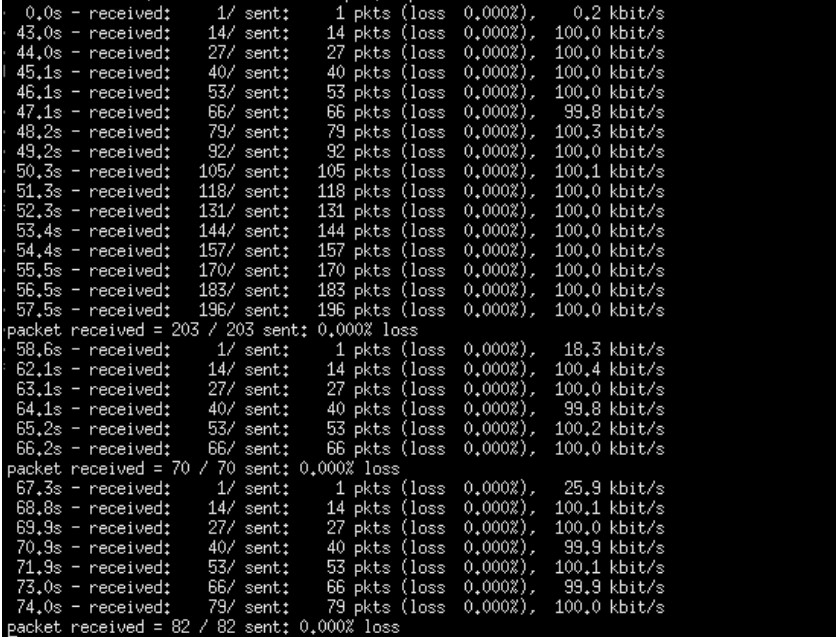 0.0s - received: 1/ sent: 1 pkts (loss 0.000%), 0.2 kbit/s
43.0s - received: 14/ sent: 14 pkts (loss 0.000%), 100.0 kbit/s
44.0s - received: 27/ sent: 27 pkts (loss 0.000%), 100.0 kbit/s
45.1s - received: 40/ sent: 40 pkts (loss 0.000%), 100.0 kbit/s
46.1s - received: 53/ sent: 53 pkts (loss 0.000%), 100.0 kbit/s
47.1s - received: 66/ sent: 66 pkts (loss 0.000%), 99.8 kbit/s
48.2s - received: 79/ sent: 79 pkts (loss 0.000%), 100.3 kbit/s
49.2s - received: 92/ sent: 92 pkts (loss 0.000%), 100.0 kbit/s
50.3s - received: 105/ sent: 105 pkts (loss 0.000%), 100.1 kbit/s
51.3s - received: 118/ sent: 118 pkts (loss 0.000%), 100.0 kbit/s
52.3s - received: 131/ sent: 131 pkts (loss 0.000%), 100.0 kbit/s
53.4s - received: 144/ sent: 144 pkts (loss 0.000%), 100.0 kbit/s
54.4s - received: 157/ sent: 157 pkts (loss 0.000%), 100.0 kbit/s
55.5s - received: 170/ sent: 170 pkts (loss 0.000%), 100.0 kbit/s
56.5s - received: 183/ sent: 183 pkts (loss 0.000%), 100.0 kbit/s
57.5s - received: 196/ sent: 196 pkts (loss 0.000%), 100.0 kbit/s
packet received = 203 / 203 sent: 0.000% loss
58.6s - received: 1/ sent: 1 pkts (loss 0.000%), 18.3 kbit/s
62.1s - received: 14/ sent: 14 pkts (loss 0.000%), 100.4 kbit/s
63.1s - received: 27/ sent: 27 pkts (loss 0.000%), 100.0 kbit/s
64.1s - received: 40/ sent: 40 pkts (loss 0.000%), 99.8 kbit/s
65.2s - received: 53/ sent: 53 pkts (loss 0.000%), 100.2 kbit/s
66.2s - received: 66/ sent: 66 pkts (loss 0.000%), 100.0 kbit/s
packet received = 70 / 70 sent: 0.000% loss
67.3s - received: 1/ sent: 1 pkts (loss 0.000%), 25.9 kbit/s
68.8s - received: 14/ sent: 14 pkts (loss 0.000%), 100.1 kbit/s
69.9s - received: 27/ sent: 27 pkts (loss 0.000%), 100.0 kbit/s
70.9s - received: 40/ sent: 40 pkts (loss 0.000%), 99.9 kbit/s
71.9s - received: 53/ sent: 53 pkts (loss 0.000%), 100.1 kbit/s
73.0s - received: 66/ sent: 66 pkts (loss 0.000%), 99.9 kbit/s
74.0s - received: 79/ sent: 79 pkts (loss 0.000%), 100.0 kbit/s
packet received = 82 / 82 sent: 0.000% loss